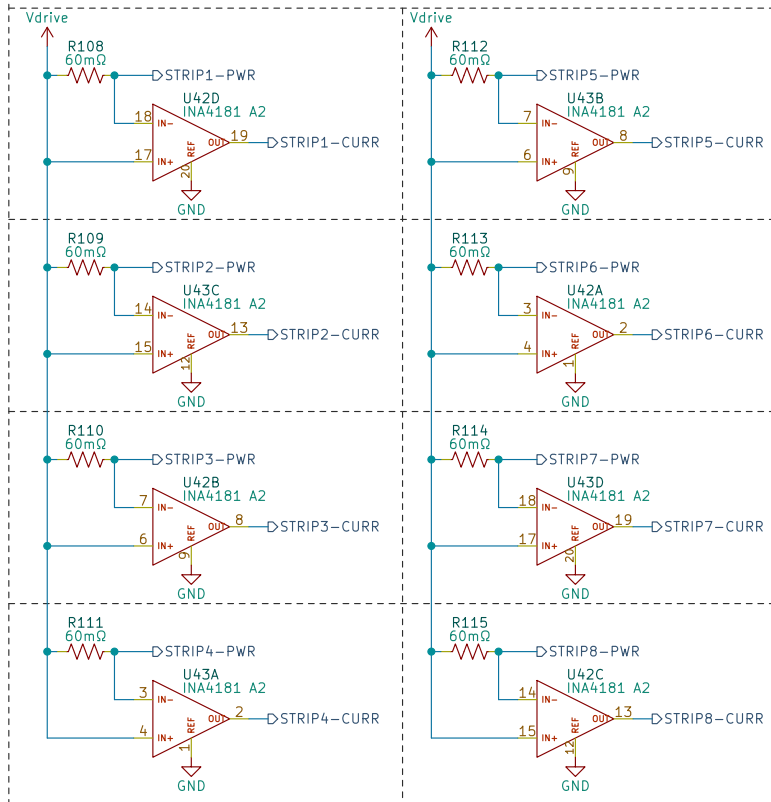 Vdrive
R108
60mΩ
STRIP1-PWR
U42D
INA4181 A2
18 IN-
17 IN+
OUT 19
REF
20
STRIP1-CURR
GND
R109
60mΩ
STRIP2-PWR
U43C
INA4181 A2
14 IN-
15 IN+
OUT 13
REF
12
STRIP2-CURR
GND
R110
60mΩ
STRIP3-PWR
U42B
INA4181 A2
7 IN-
6 IN+
OUT 8
REF
9
STRIP3-CURR
GND
R111
60mΩ
STRIP4-PWR
U43A
INA4181 A2
3 IN-
4 IN+
OUT 2
REF
1
STRIP4-CURR
GND
Vdrive
R112
60mΩ
STRIP5-PWR
U43B
INA4181 A2
7 IN-
6 IN+
OUT 8
REF
9
STRIP5-CURR
GND
R113
60mΩ
STRIP6-PWR
U42A
INA4181 A2
3 IN-
4 IN+
OUT 2
REF
1
STRIP6-CURR
GND
R114
60mΩ
STRIP7-PWR
U43D
INA4181 A2
18 IN-
17 IN+
OUT 19
REF
20
STRIP7-CURR
GND
R115
60mΩ
STRIP8-PWR
U42C
INA4181 A2
14 IN-
15 IN+
OUT 13
REF
12
STRIP8-CURR
GND